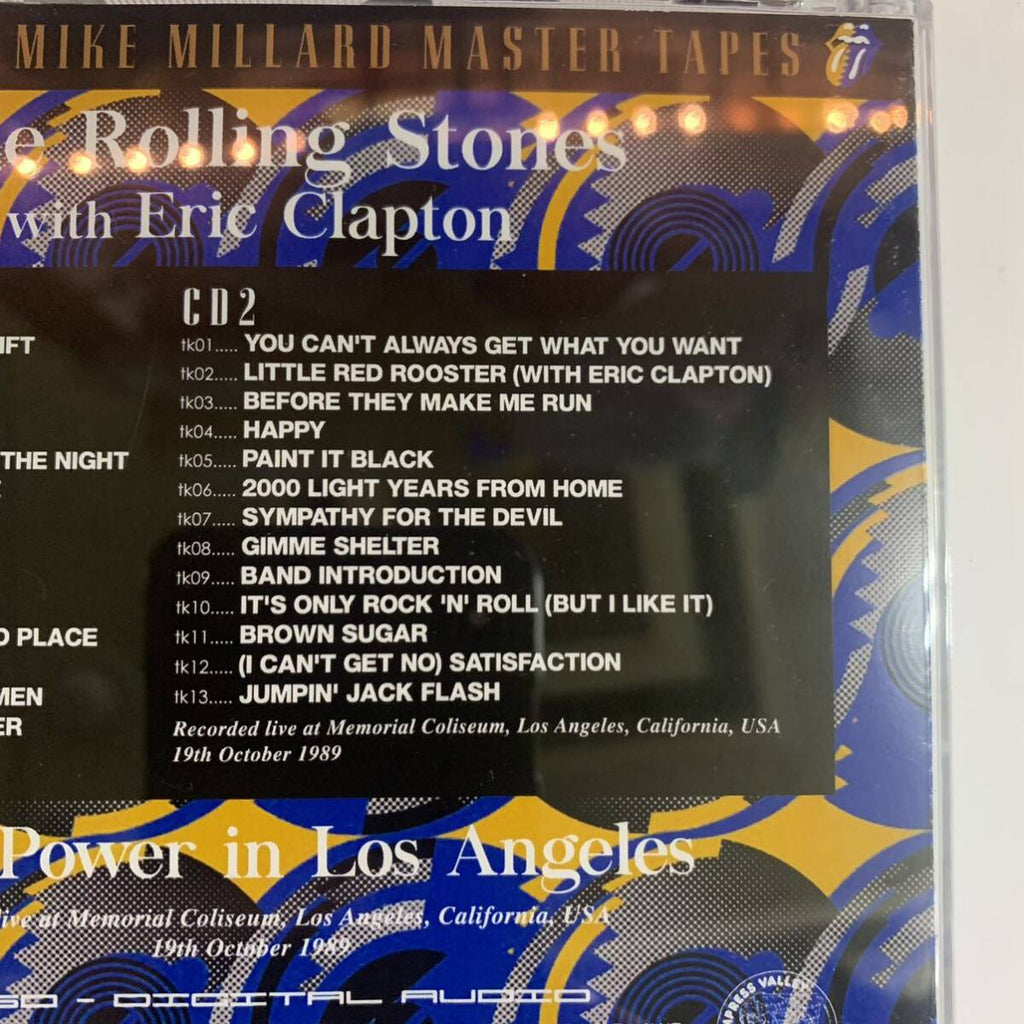 MIKE MILLARD MASTER TAPES
e Rolling Stones
with Eric Clapton
CD2
IFT
tk01..... YOU CAN'T ALWAYS GET WHAT YOU WANT
tk02..... LITTLE RED ROOSTER (WITH ERIC CLAPTON)
tk03..... BEFORE THEY MAKE ME RUN
tk04..... HAPPY
THE NIGHT
tk05..... PAINT IT BLACK
tk06..... 2000 LIGHT YEARS FROM HOME
tk07..... SYMPATHY FOR THE DEVIL
tk08..... GIMME SHELTER
tk09..... BAND INTRODUCTION
tk10..... IT'S ONLY ROCK 'N' ROLL (BUT I LIKE IT)
PLACE
tk11..... BROWN SUGAR
tk12..... (I CAN'T GET NO) SATISFACTION
MEN
tk13..... JUMPIN' JACK FLASH
ER
Recorded live at Memorial Coliseum, Los Angeles, California, USA
19th October 1989
Power in Los Angeles
live at Memorial Coliseum, Los Angeles, California, USA
19th October 1989
- DIGITAL AUDIO
VALLEY